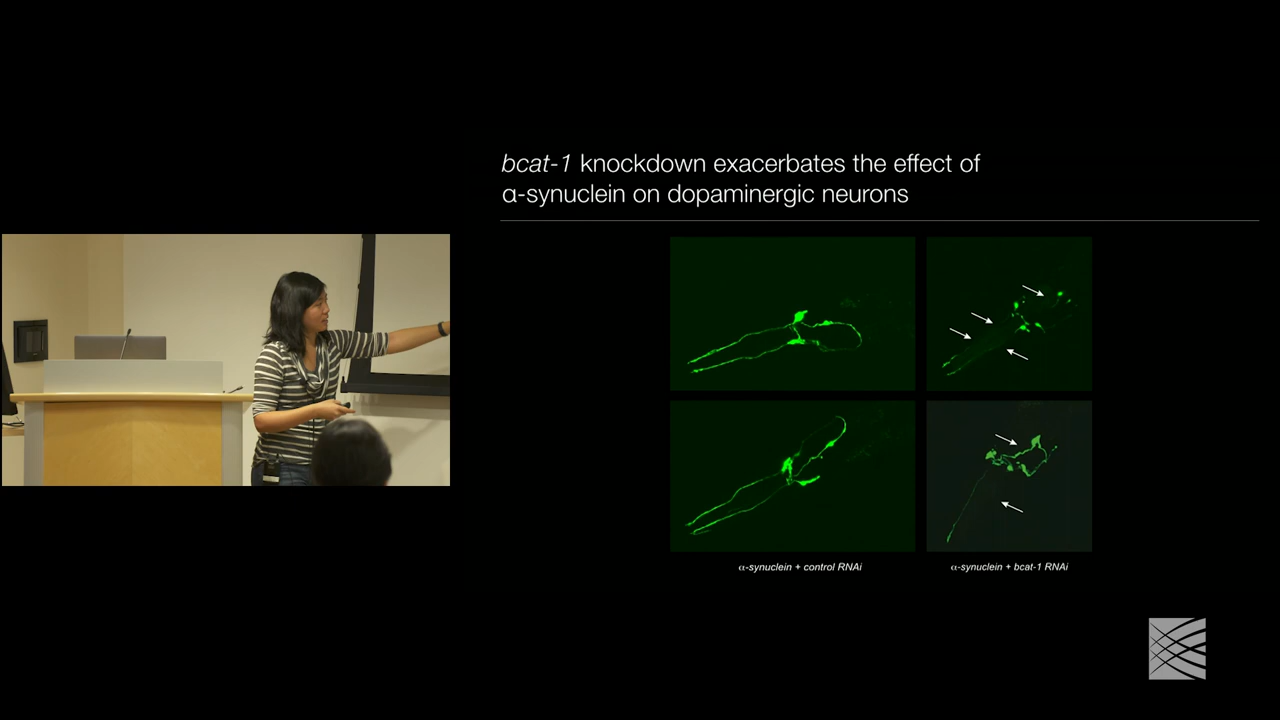 bcat-1 knockdown exacerbates the effect of
α-synuclein on dopaminergic neurons
α-synuclein + control RNAi
α-synuclein + bcat-1 RNAi